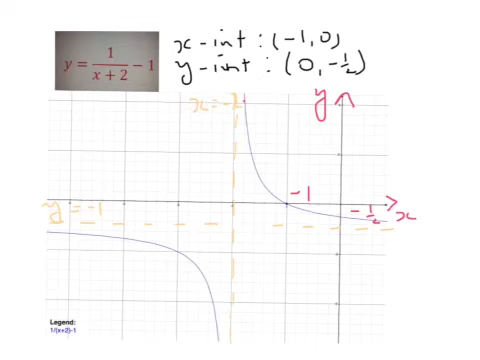 y = 1/(x + 2) − 1
x-int : (-1, 0)
y-int : (0, -1/2)
x=-2
y
-1
y = -1
-1/2
x
Legend:
1/(x+2)-1